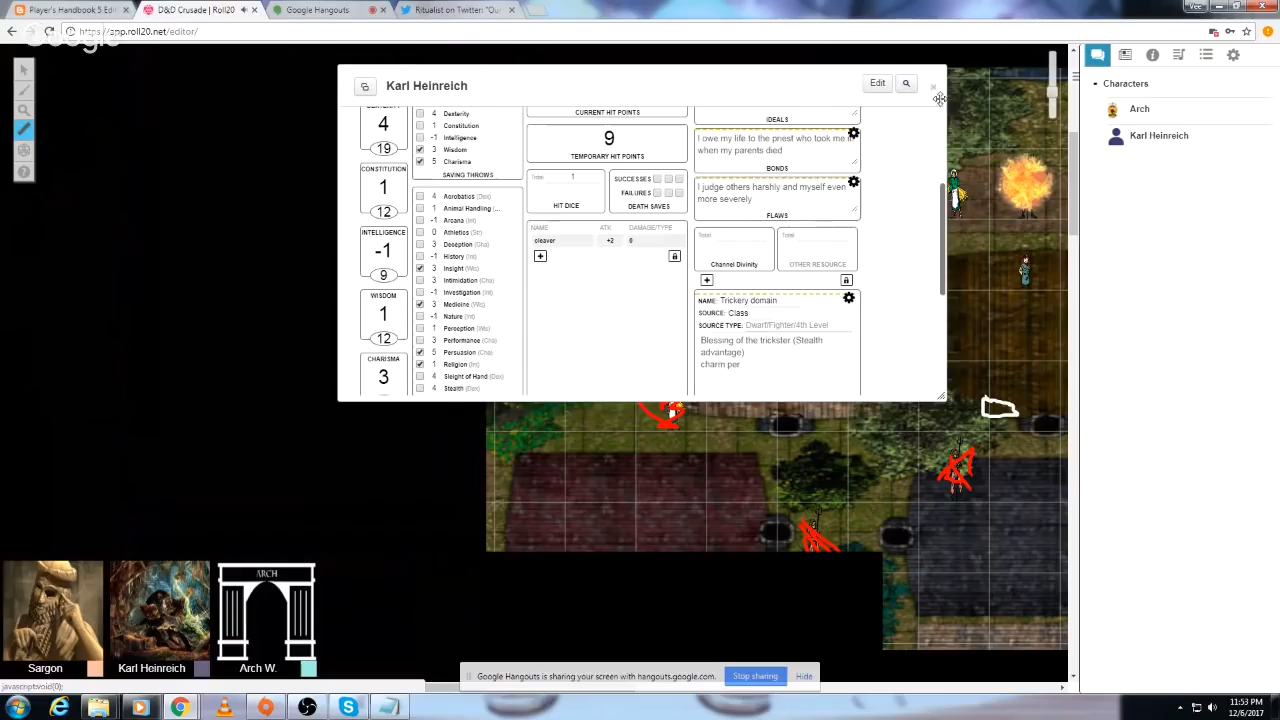 Player's Handbook 5 Edi
D&D Crusade | Roll20
Google Hangouts
Ritualist on Twitter: "Our
Vee
Google
https://app.roll20.net/editor/
Karl Heinreich
Edit
DEXTERITY
4
19
CONSTITUTION
1
12
INTELLIGENCE
-1
9
WISDOM
1
12
CHARISMA
3
4 Dexterity
1 Constitution
-1 Intelligence
3 Wisdom
5 Charisma
SAVING THROWS
4 Acrobatics (Dex)
1 Animal Handling (...
-1 Arcana (Int)
0 Athletics (Str)
3 Deception (Cha)
-1 History (Int)
3 Insight (Wis)
3 Intimidation (Cha)
-1 Investigation (Int)
3 Medicine (Wis)
-1 Nature (Int)
1 Perception (Wis)
3 Performance (Cha)
5 Persuasion (Cha)
1 Religion (Int)
4 Sleight of Hand (Dex)
4 Stealth (Dex)
CURRENT HIT POINTS
9
TEMPORARY HIT POINTS
Total 1
HIT DICE
SUCCESSES
FAILURES
DEATH SAVES
NAME ATK DAMAGE/TYPE
cleaver +2 0
IDEALS
I owe my life to the priest who took me in
when my parents died
BONDS
I judge others harshly and myself even
more severely
FLAWS
Total
Channel Divinity
Total
OTHER RESOURCE
NAME: Trickery domain
SOURCE: Class
SOURCE TYPE: Dwarf/Fighter/4th Level
Blessing of the trickster (Stealth
advantage)
charm per
Characters
Arch
Karl Heinreich
ARCH
Sargon
Karl Heinreich
Arch W.
javascript:void(0);
Google Hangouts is sharing your screen with hangouts.google.com.
Stop sharing
Hide
11:53 PM
12/6/2017